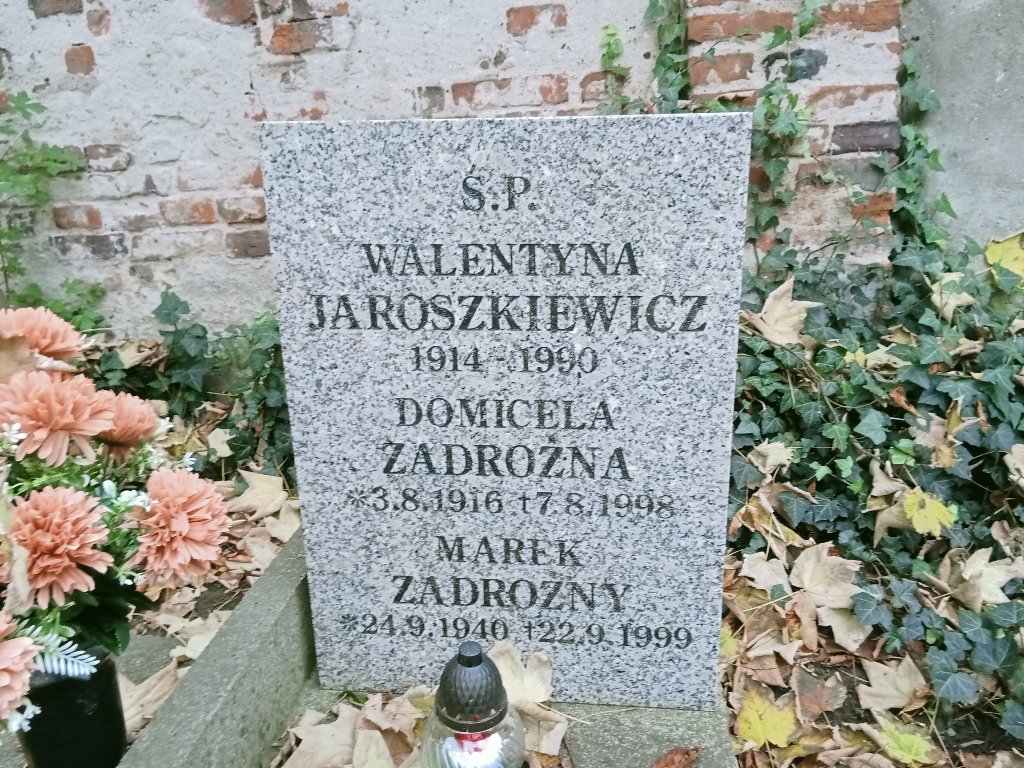 Ś.P.
WALENTYNA
JAROSZKIEWICZ
1914 - 1990
DOMICELA
ZADROŻNA
*3.8.1916 †7.8.1998
MAREK
ZADROŻNY
*24.9.1940 †22.9.1999